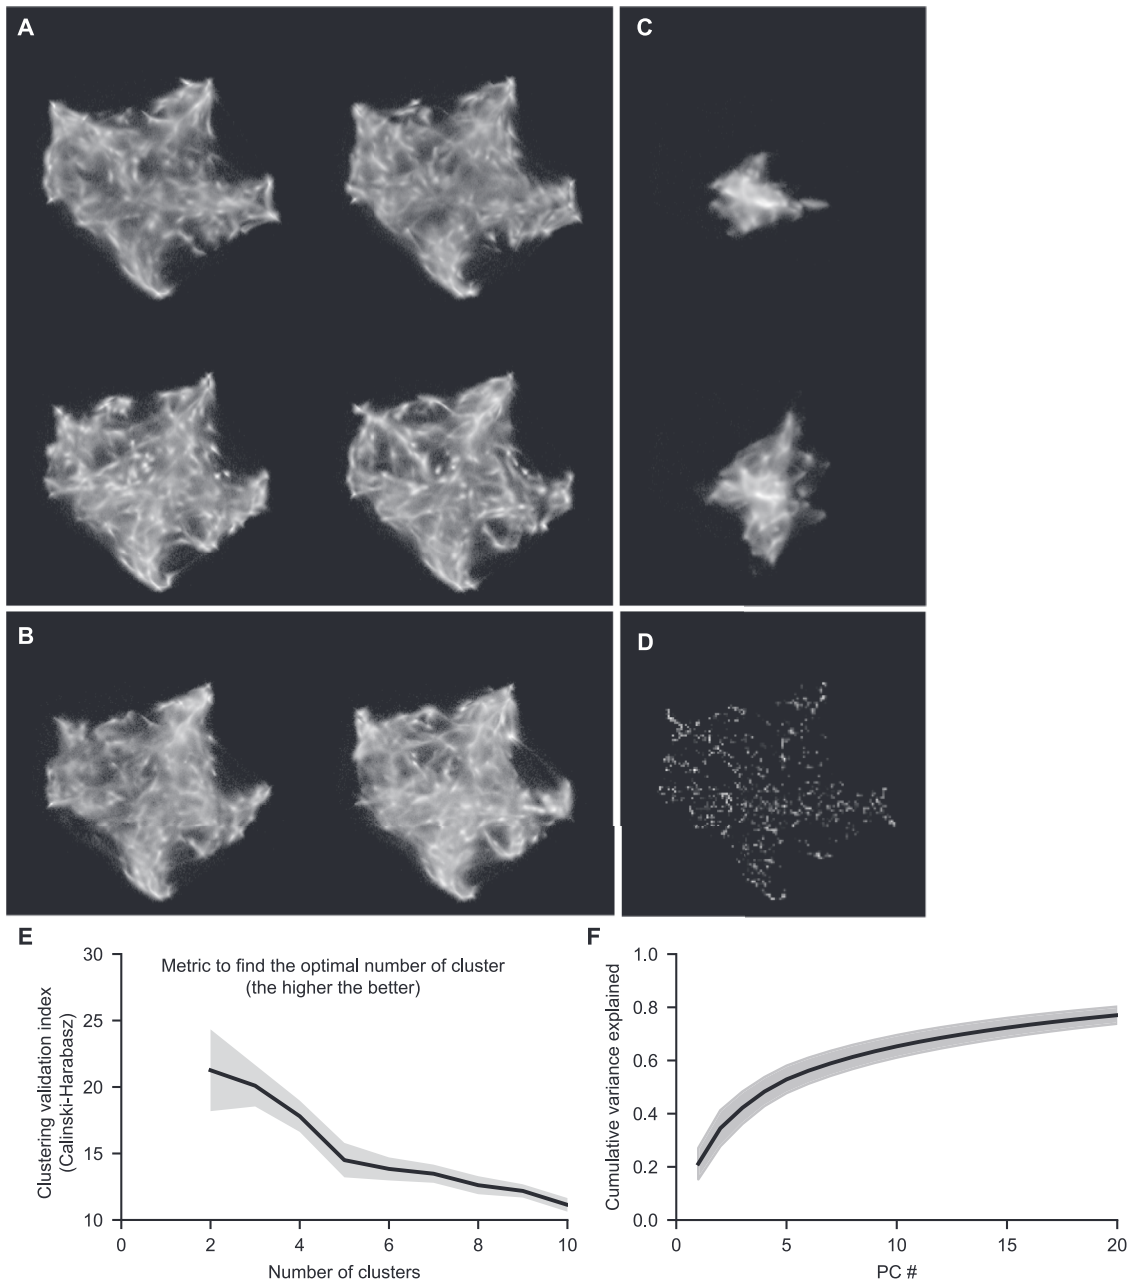 A
C
B
D
E
F
30
25
20
15
10
Clustering validation index
(Calinski-Harabasz)
Metric to find the optimal number of cluster
(the higher the better)
0
2
4
6
8
10
Number of clusters
1.0
0.8
0.6
0.4
0.2
0.0
Cumulative variance explained
0
5
10
15
20
PC #